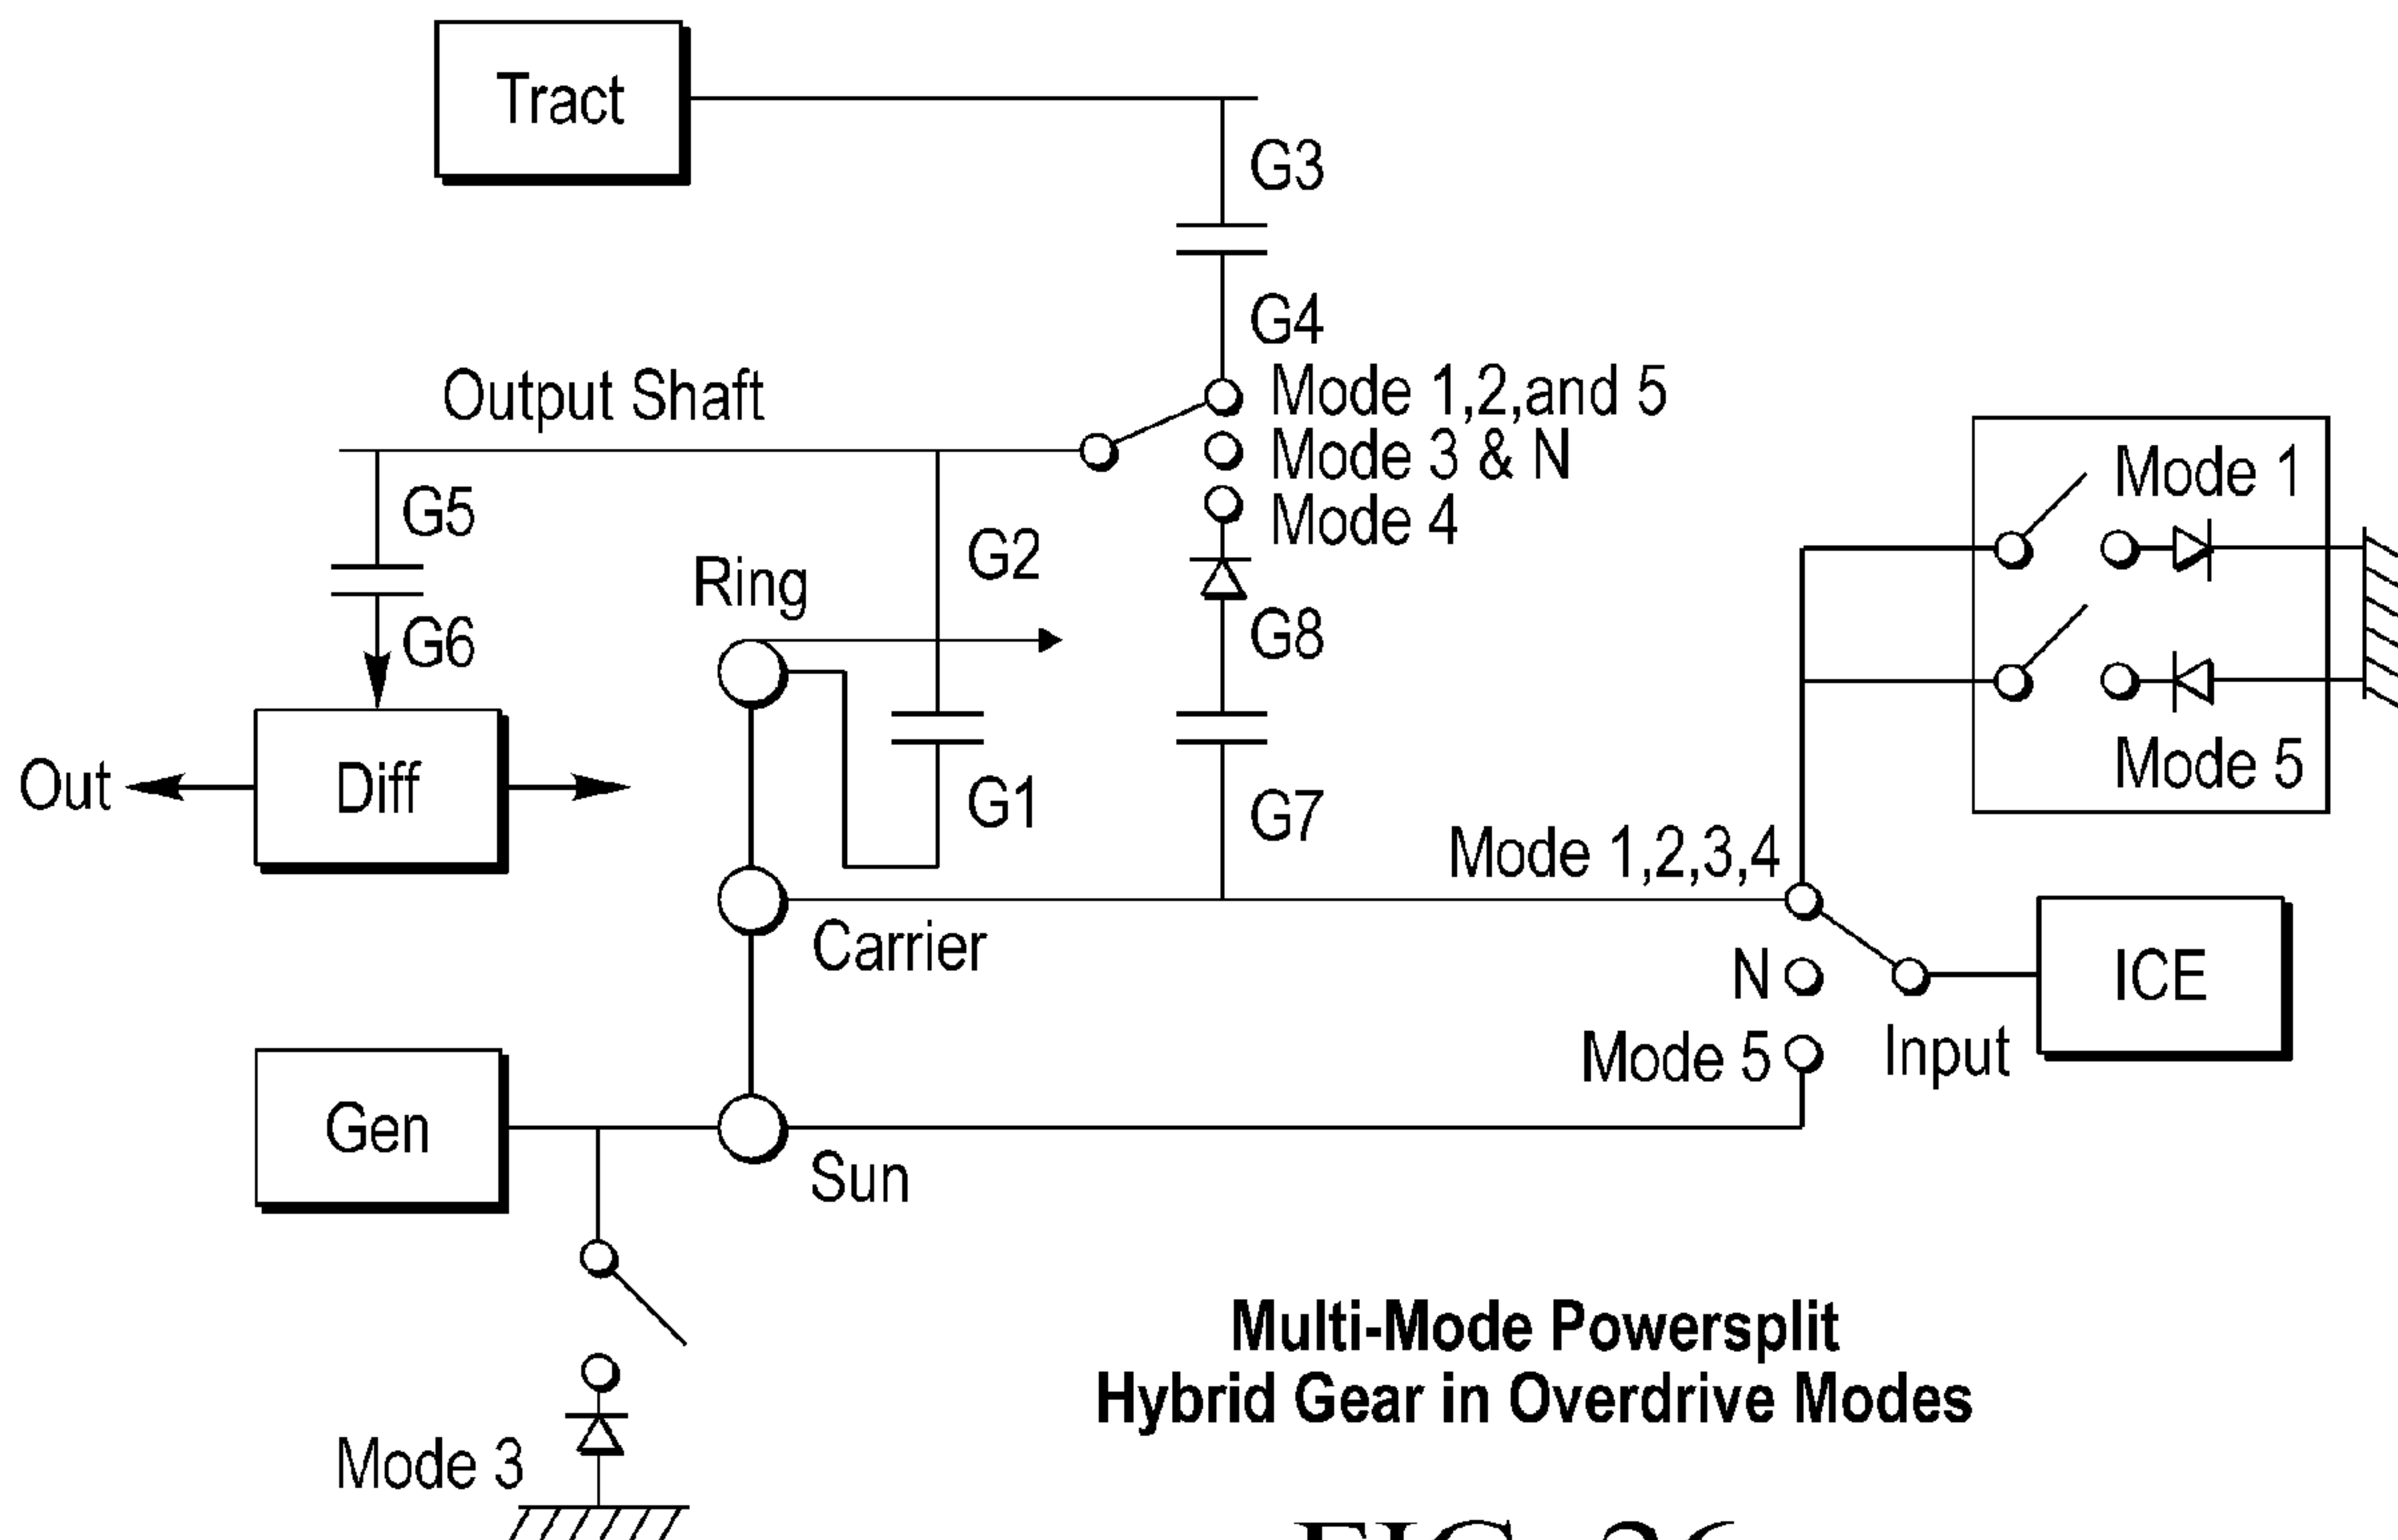 Tract
G3
G4
Output Shaft
Mode 1,2,and 5
Mode 3 & N
Mode 4
G5
G2
Ring
G6
G8
Mode 1
Mode 5
Out
Diff
G1
G7
Mode 1,2,3,4
Carrier
N
ICE
Mode 5
Input
Gen
Sun
Mode 3
Multi-Mode Powersplit
Hybrid Gear in Overdrive Modes